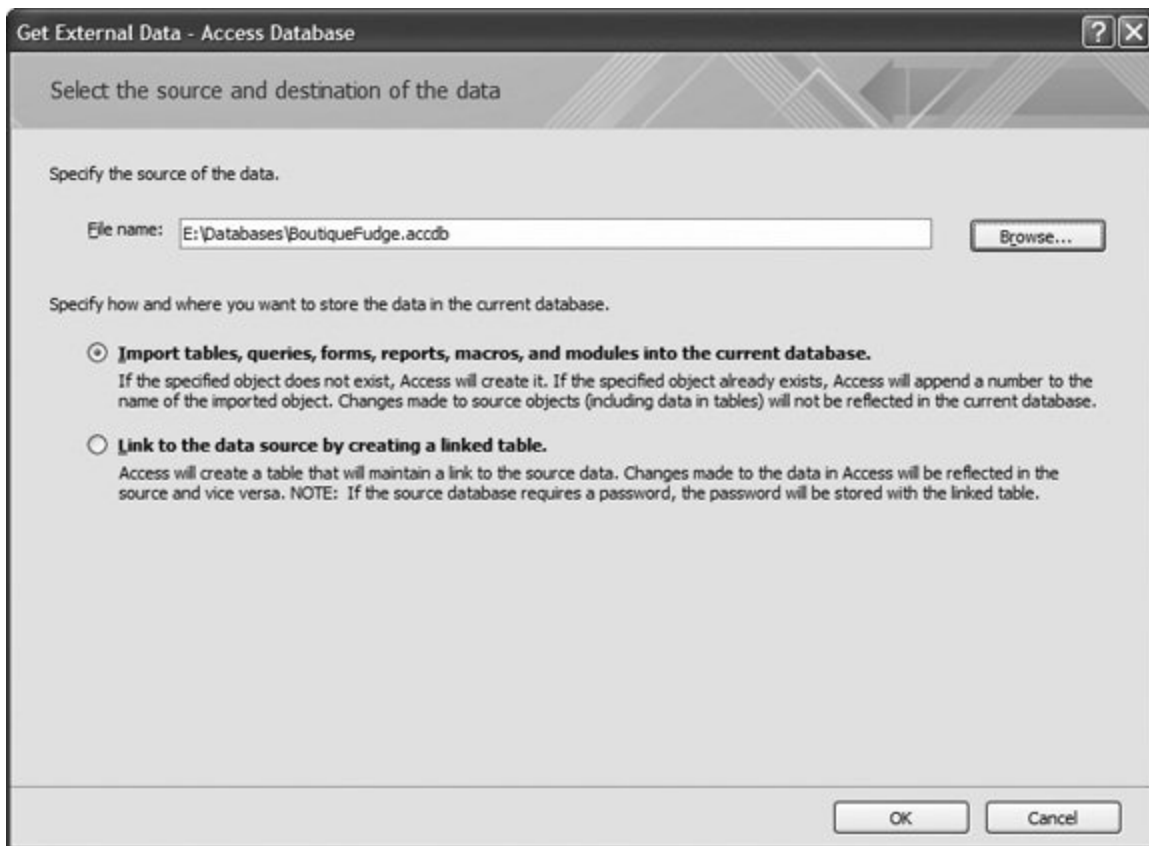 Get External Data - Access Database
Select the source and destination of the data
Specify the source of the data.
File name: E:\Databases\BoutiqueFudge.accdb Browse...
Specify how and where you want to store the data in the current database.
Import tables, queries, forms, reports, macros, and modules into the current database.
If the specified object does not exist, Access will create it. If the specified object already exists, Access will append a number to the
name of the imported object. Changes made to source objects (including data in tables) will not be reflected in the current database.
Link to the data source by creating a linked table.
Access will create a table that will maintain a link to the source data. Changes made to the data in Access will be reflected in the
source and vice versa. NOTE: If the source database requires a password, the password will be stored with the linked table.
OK Cancel